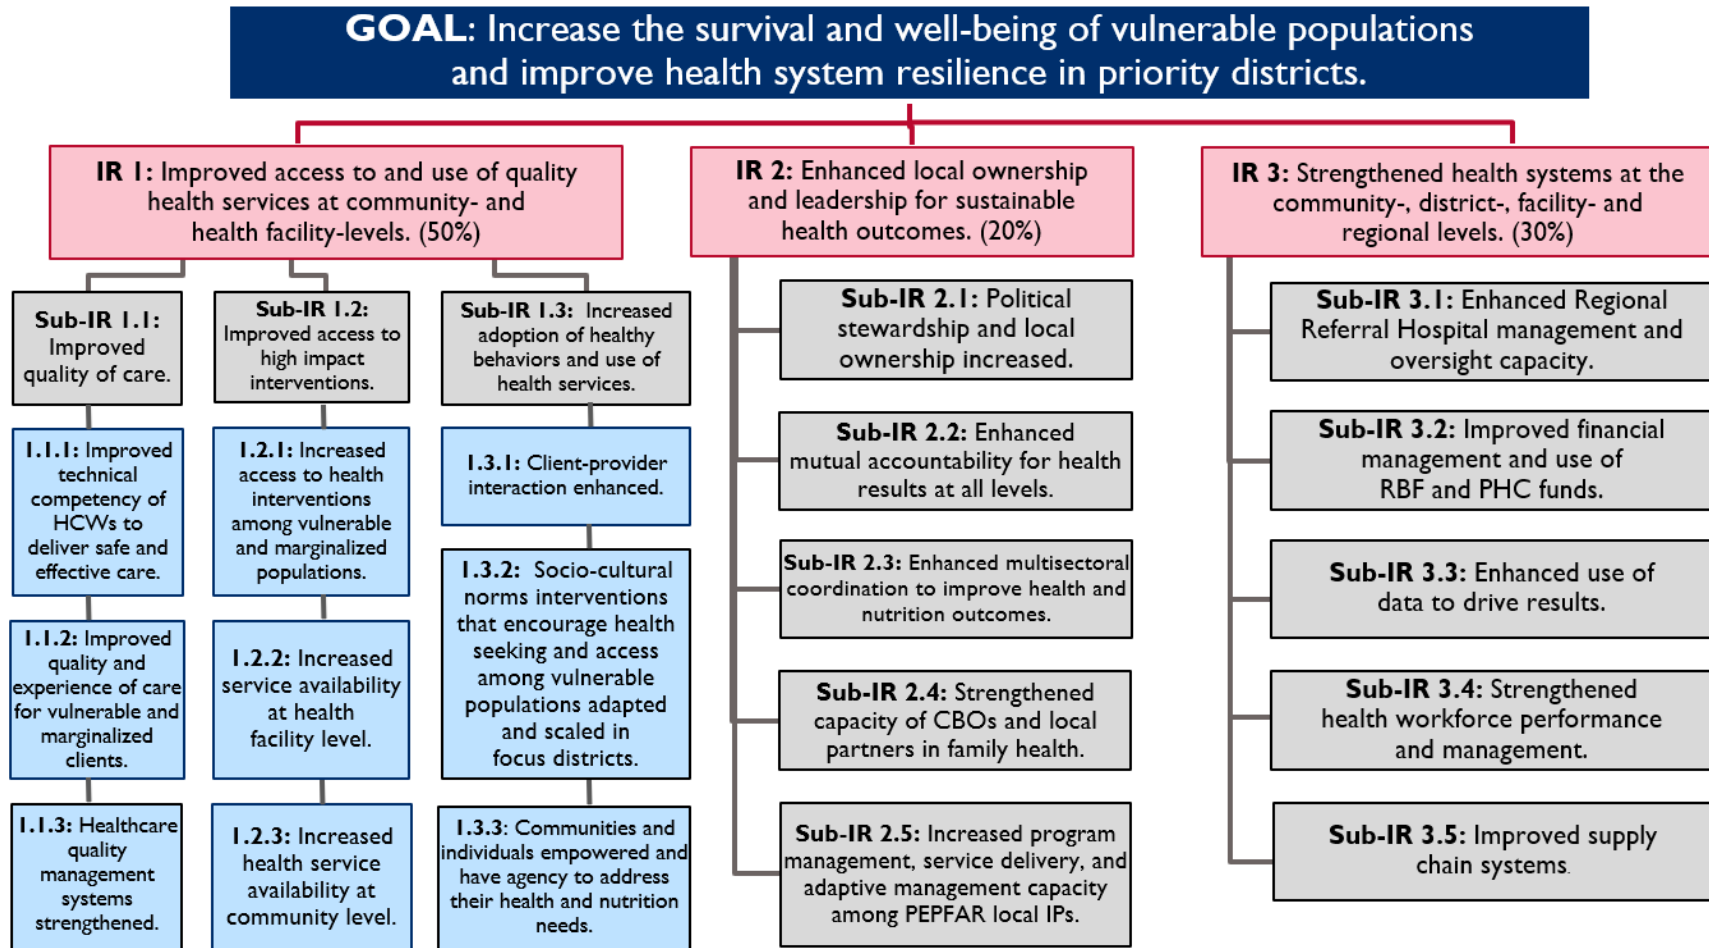 GOAL: Increase the survival and well-being of vulnerable populations
and improve health system resilience in priority districts.
IR 1: Improved access to and use of quality
health services at community- and
health facility-levels. (50%)
IR 2: Enhanced local ownership
and leadership for sustainable
health outcomes. (20%)
IR 3: Strengthened health systems at the
community-, district-, facility- and
regional levels. (30%)
Sub-IR 1.1:
Improved
quality of care.
1.1.1: Improved
technical
competency of
HCWs to
deliver safe and
effective care.
1.1.2: Improved
quality and
experience of care
for vulnerable and
marginalized
clients.
1.1.3: Healthcare
quality
management
systems
strengthened.
Sub-IR 1.2:
Improved access to
high impact
interventions.
1.2.1: Increased
access to health
interventions
among vulnerable
and marginalized
populations.
1.2.2: Increased
service availability
at health
facility level.
1.2.3: Increased
health service
availability at
community level.
Sub-IR 1.3: Increased
adoption of healthy
behaviors and use of
health services.
1.3.1: Client-provider
interaction enhanced.
1.3.2: Socio-cultural
norms interventions
that encourage health
seeking and access
among vulnerable
populations adapted
and scaled in
focus districts.
1.3.3: Communities and
individuals empowered and
have agency to address
their health and nutrition
needs.
Sub-IR 2.1: Political
stewardship and local
ownership increased.
Sub-IR 2.2: Enhanced
mutual accountability for health
results at all levels.
Sub-IR 2.3: Enhanced multisectoral
coordination to improve health and
nutrition outcomes.
Sub-IR 2.4: Strengthened
capacity of CBOs and local
partners in family health.
Sub-IR 2.5: Increased program
management, service delivery, and
adaptive management capacity
among PEPFAR local IPs.
Sub-IR 3.1: Enhanced Regional
Referral Hospital management and
oversight capacity.
Sub-IR 3.2: Improved financial
management and use of
RBF and PHC funds.
Sub-IR 3.3: Enhanced use of
data to drive results.
Sub-IR 3.4: Strengthened
health workforce performance
and management.
Sub-IR 3.5: Improved supply
chain systems.